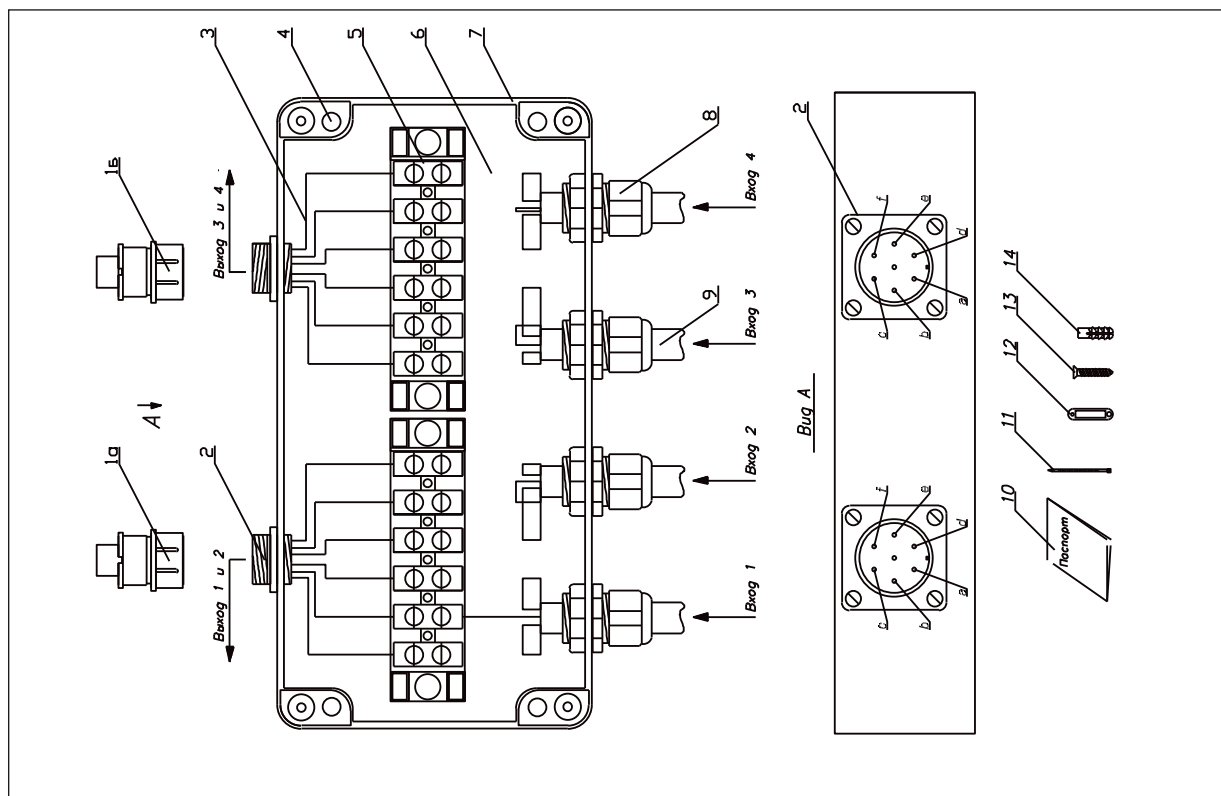 1а
1б
А
Выход 1 и 2
2
Выход 3 и 4
3
4
5
6
7
8
9
Вход 1
Вход 2
Вход 3
Вход 4
Вид А
2
c
f
b
e
a
d
c
f
b
e
a
d
10
Паспорт
11
12
13
14